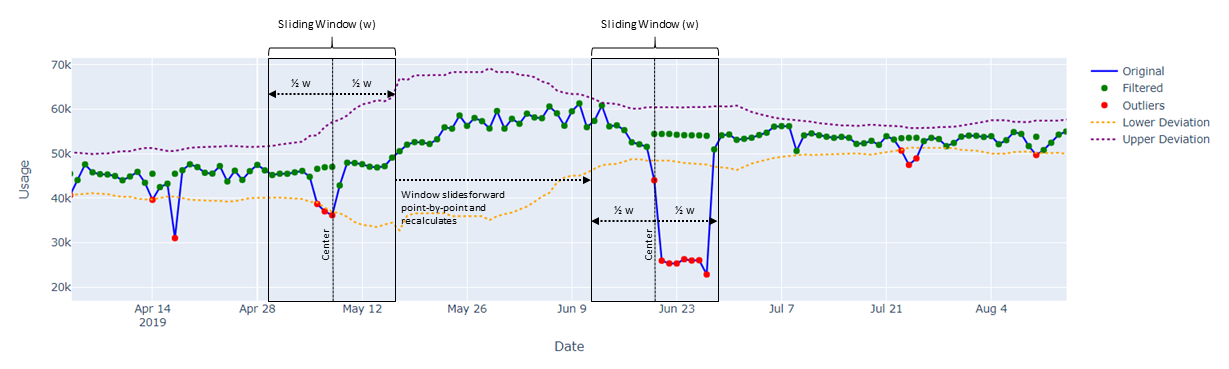 Sliding Window (w)
Sliding Window (w)
70k
60k
50k
40k
30k
20k
Usage
½ w
½ w
Center
Window slidesforward
point-by-point and
recalculates
½ w
½ w
Center
Apr 14
2019
Apr 28
May 12
May 26
Jun 9
Jun 23
Jul 7
Jul 21
Aug 4
Date
Original
Filtered
Outliers
Lower Deviation
Upper Deviation